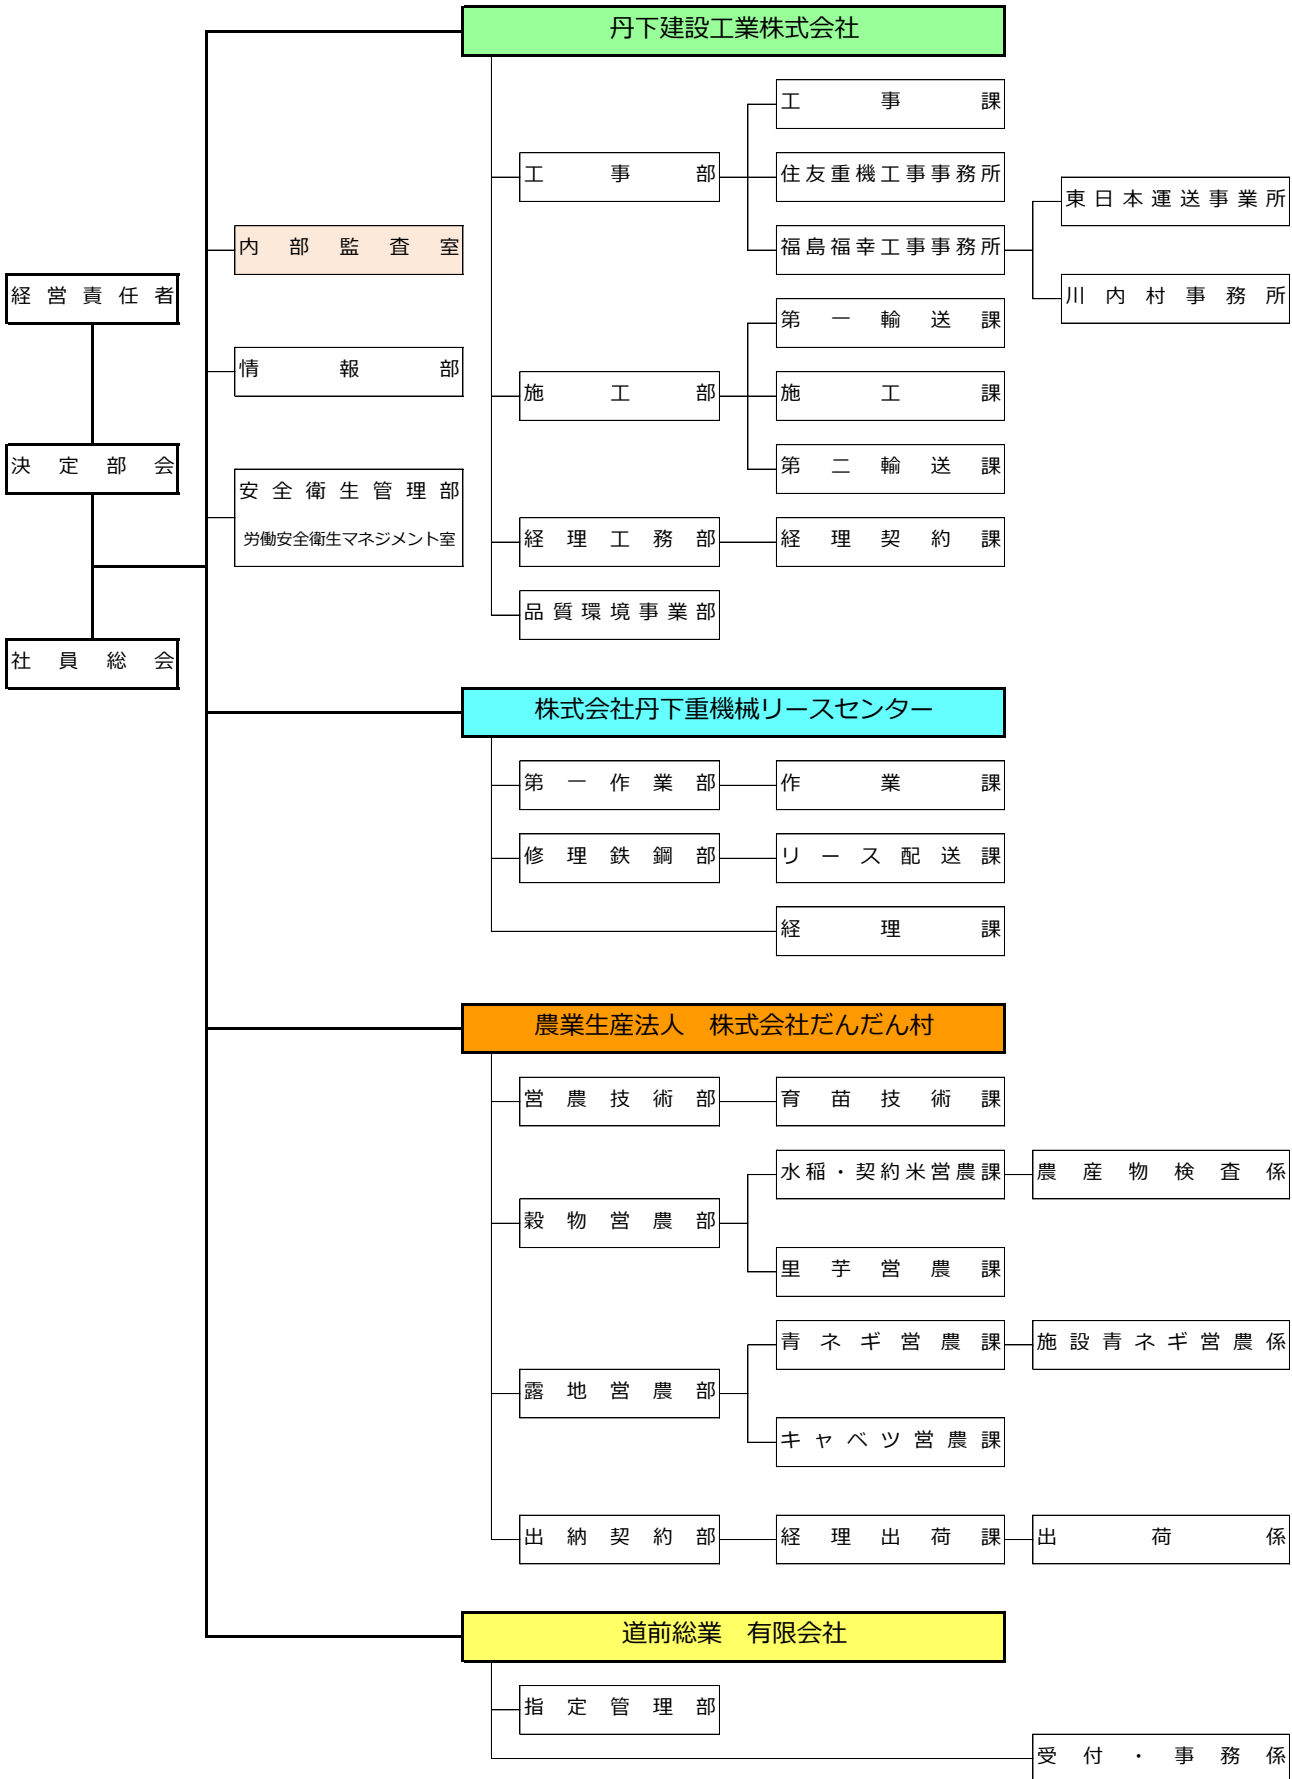 丹下建設工業株式会社
工事課
工事部
住友重機工事事務所
東日本運送事業所
内部監査室
福島福幸工事事務所
経営責任者
川内村事務所
第一輸送課
情報部
施工部
施工課
決定部会
第二輸送課
安全衛生管理部
労働安全衛生マネジメント室
経理工務部
経理契約課
品質環境事業部
社員総会
株式会社丹下重機械リースセンター
第一作業部
作業課
修理鉄鋼部
リース配送課
経理課
農業生産法人　株式会社だんだん村
営農技術部
育苗技術課
水稲・契約米営農課
農産物検査係
穀物営農部
里芋営農課
青ネギ営農課
施設青ネギ営農係
露地営農部
キャベツ営農課
出納契約部
経理出荷課
出荷係
道前総業　有限会社
指定管理部
受付・事務係